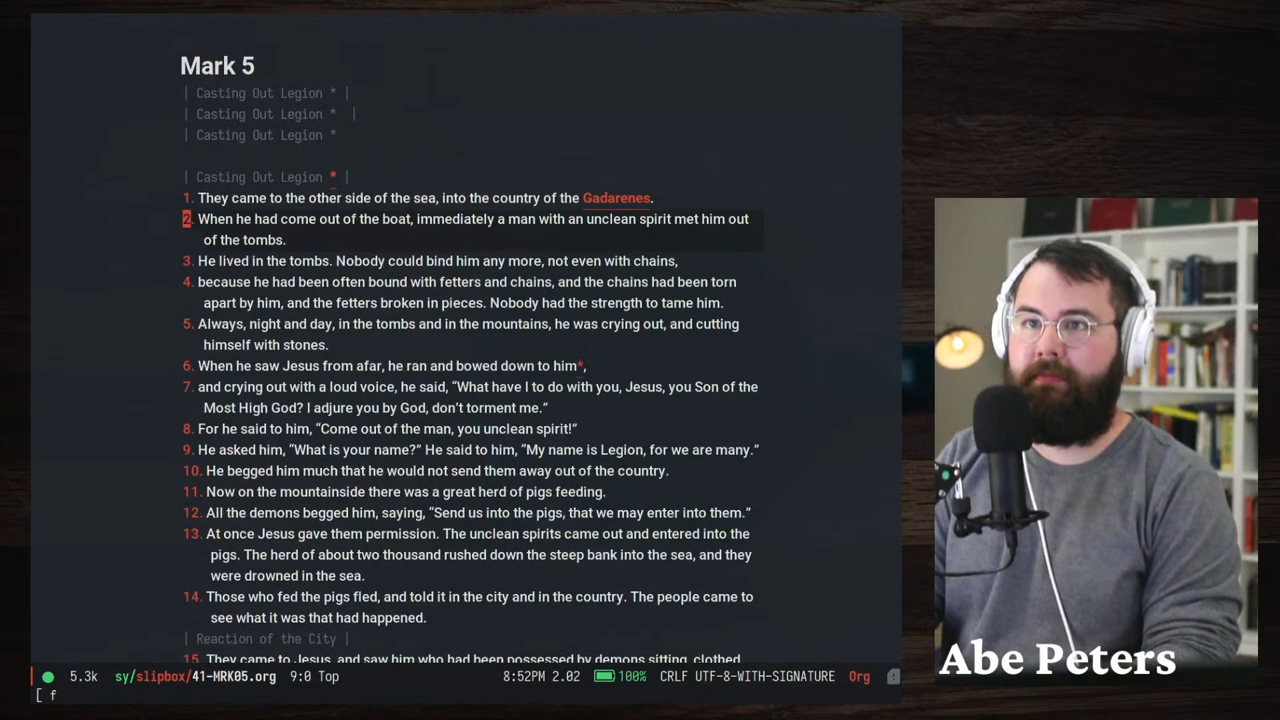 Mark 5
| Casting Out Legion * |
| Casting Out Legion *  |
| Casting Out Legion *
| Casting Out Legion * |
1. They came to the other side of the sea, into the country of the Gadarenes.
2. When he had come out of the boat, immediately a man with an unclean spirit met him out
of the tombs.
3. He lived in the tombs. Nobody could bind him any more, not even with chains,
4. because he had been often bound with fetters and chains, and the chains had been torn
apart by him, and the fetters broken in pieces. Nobody had the strength to tame him.
5. Always, night and day, in the tombs and in the mountains, he was crying out, and cutting
himself with stones.
6. When he saw Jesus from afar, he ran and bowed down to him*,
7. and crying out with a loud voice, he said, “What have I to do with you, Jesus, you Son of the
Most High God? I adjure you by God, don’t torment me.”
8. For he said to him, “Come out of the man, you unclean spirit!”
9. He asked him, “What is your name?” He said to him, “My name is Legion, for we are many.”
10. He begged him much that he would not send them away out of the country.
11. Now on the mountainside there was a great herd of pigs feeding.
12. All the demons begged him, saying, “Send us into the pigs, that we may enter into them.”
13. At once Jesus gave them permission. The unclean spirits came out and entered into the
pigs. The herd of about two thousand rushed down the steep bank into the sea, and they
were drowned in the sea.
14. Those who fed the pigs fled, and told it in the city and in the country. The people came to
see what it was that had happened.
| Reaction of the City |
15. They came to Jesus, and saw him who had been possessed by demons sitting, clothed,
5.3k sy/slipbox/41-MRK05.org 9:0 Top 8:52PM 2.02 100% CRLF UTF-8-WITH-SIGNATURE Org
[ f
Abe Peters